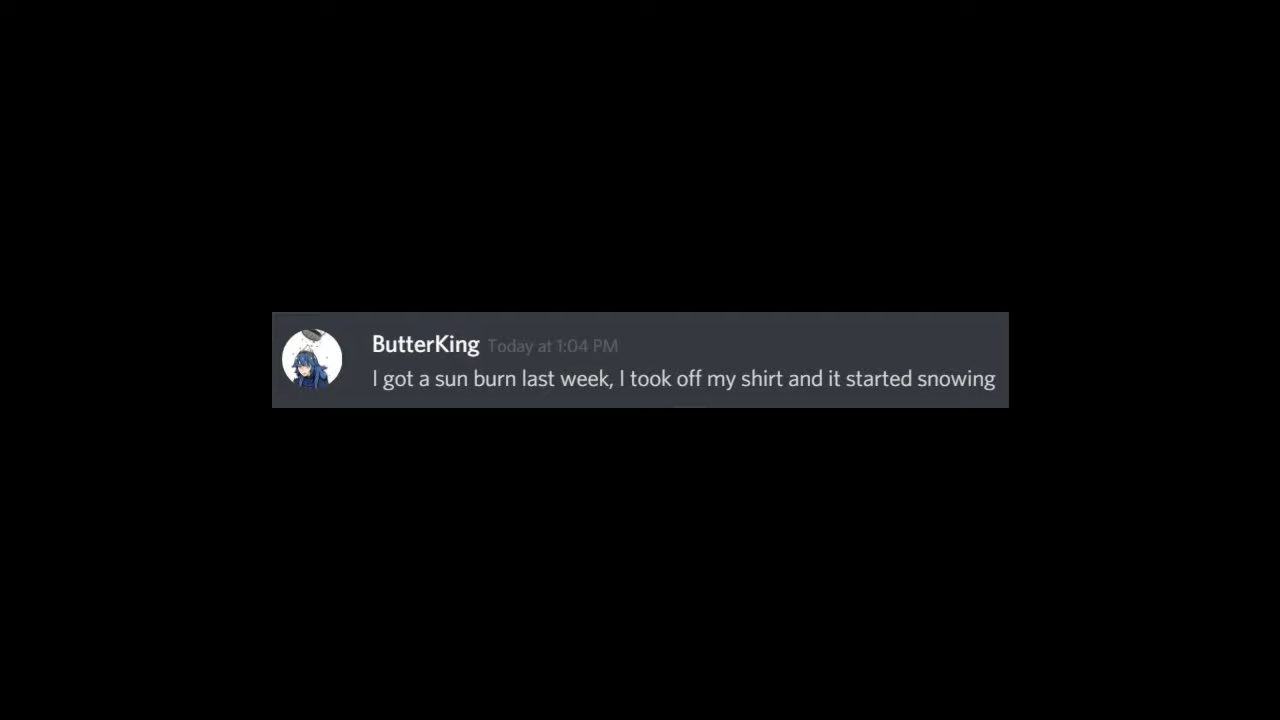 ButterKing Today at 1:04 PM
I got a sun burn last week, I took off my shirt and it started snowing